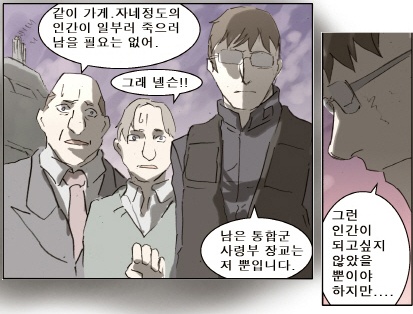 같이 가게.자네정도의
인간이 일부러 죽으러
남을 필요는 없어.
그래 넬슨!!
남은 통합군
사령부 장교는
저 뿐입니다.
그런
인간이
되고싶지
않았을
뿐이야
하지만....